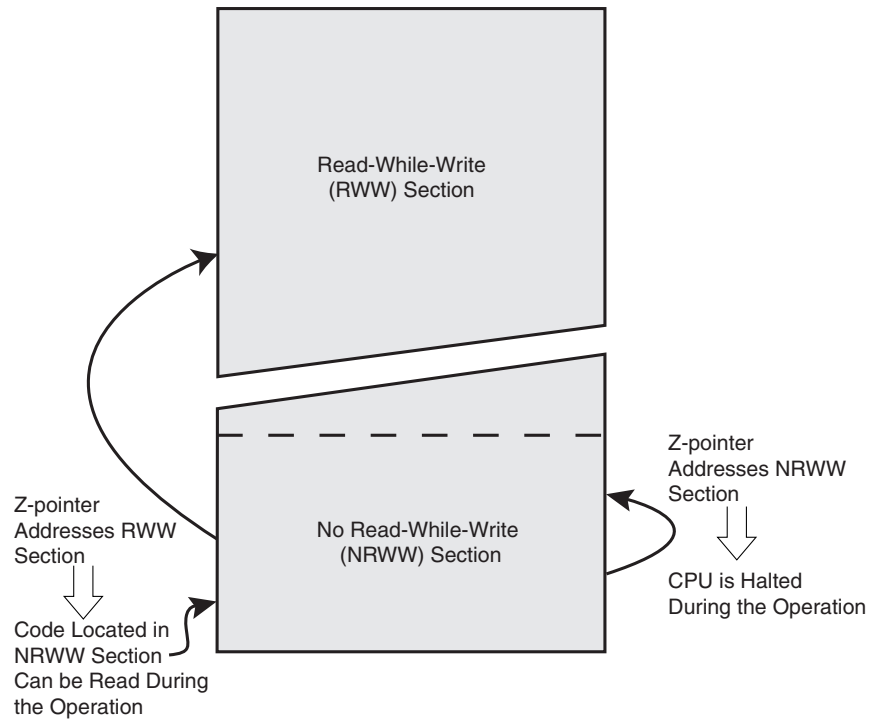 Read-While-Write
(RWW) Section
Z-pointer
Addresses NRWW
Section
Z-pointer
Addresses RWW
Section
No Read-While-Write
(NRWW) Section
CPU is Halted
During the Operation
Code Located in
NRWW Section
Can be Read During
the Operation